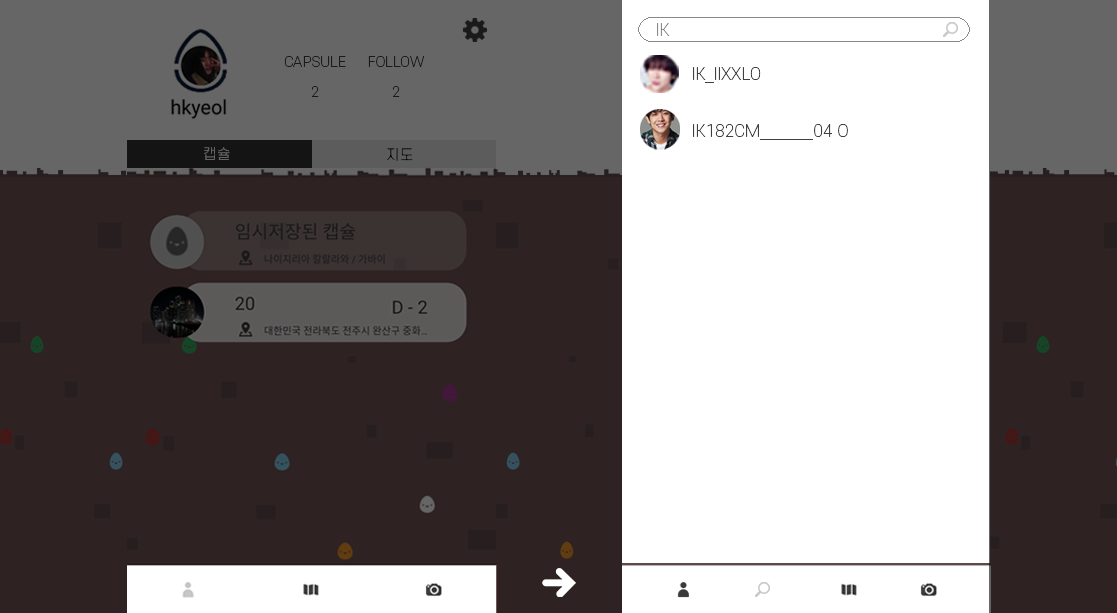 CAPSULE FOLLOW
2 2
hkyeol
캡슐 지도
임시저장된 캡슐
나이지리아 칼랄라와 / 가바이
20 D - 2
대한민국 전라북도 전주시 완산구 중화...
IK
IK_IIXXLO
IK182CM______04 O